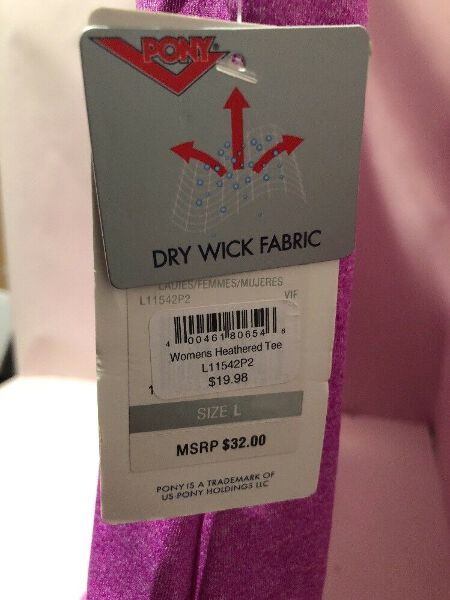 PONY
DRY WICK FABRIC
LADIES/FEMMES/MUJERES
L11542P2
VIF
4 00461 80654 8
Womens Heathered Tee
L11542P2
$19.98
1
SIZE L
MSRP $32.00
PONY IS A TRADEMARK OF
US PONY HOLDINGS LLC